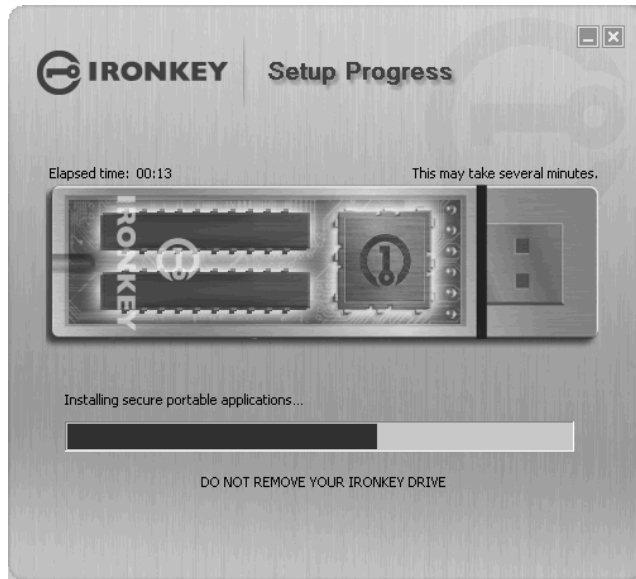 IRONKEY
Setup Progress
Elapsed time: 00:13
This may take several minutes.
IRONKEY
Installing secure portable applications...
DO NOT REMOVE YOUR IRONKEY DRIVE